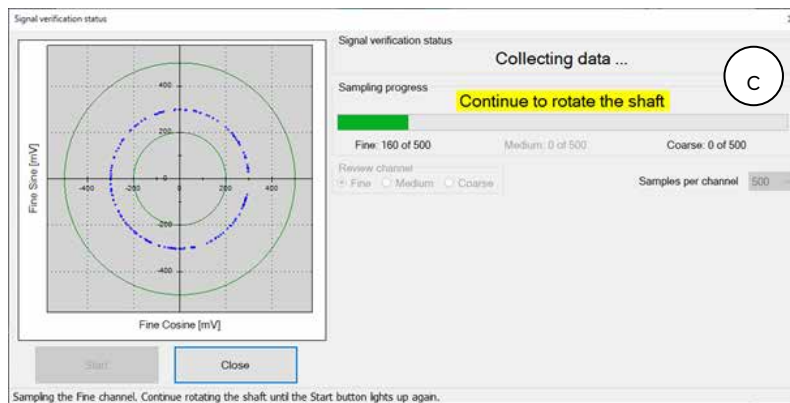 Signal verification status
Signal verification status
Collecting data ...
C
Sampling progress
Continue to rotate the shaft
Fine: 160 of 500 Medium: 0 of 500 Coarse: 0 of 500
Review channel
Fine Medium Coarse
Samples per channel 500
Fine Sine [mV]
400
200
-400 -200 0 200 400
0
-200
-400
Fine Cosine [mV]
Start Close
Sampling the Fine channel. Continue rotating the shaft until the Start button lights up again.